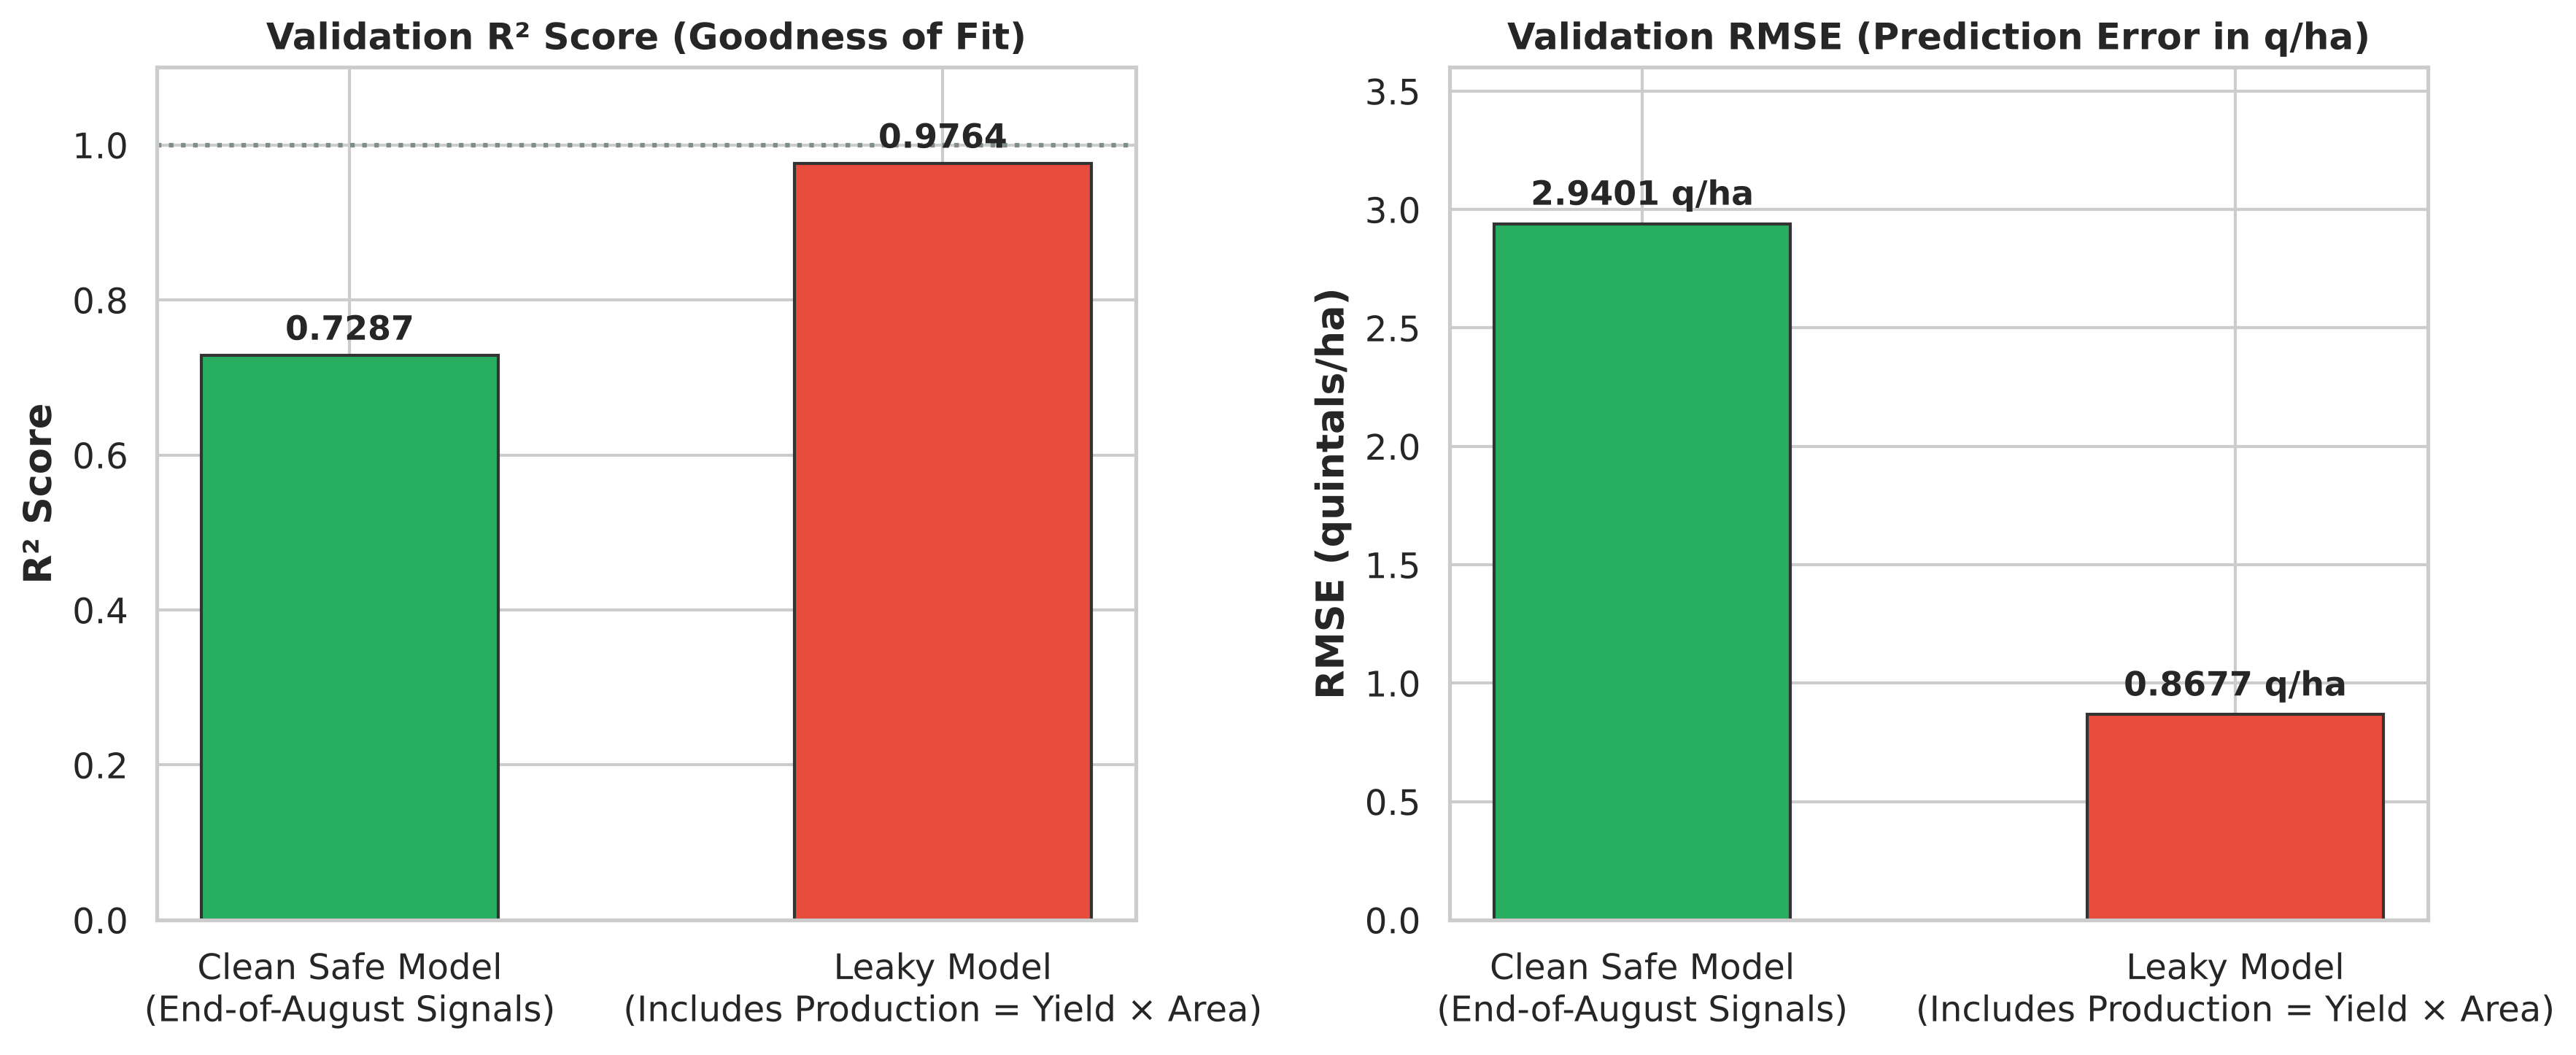 Validation R² Score (Goodness of Fit)
R² Score
1.0
0.8
0.6
0.4
0.2
0.0
0.7287
0.9764
Clean Safe Model
(End-of-August Signals)
Leaky Model
(Includes Production = Yield × Area)
Validation RMSE (Prediction Error in q/ha)
RMSE (quintals/ha)
3.5
3.0
2.5
2.0
1.5
1.0
0.5
0.0
2.9401 q/ha
0.8677 q/ha
Clean Safe Model
(End-of-August Signals)
Leaky Model
(Includes Production = Yield × Area)